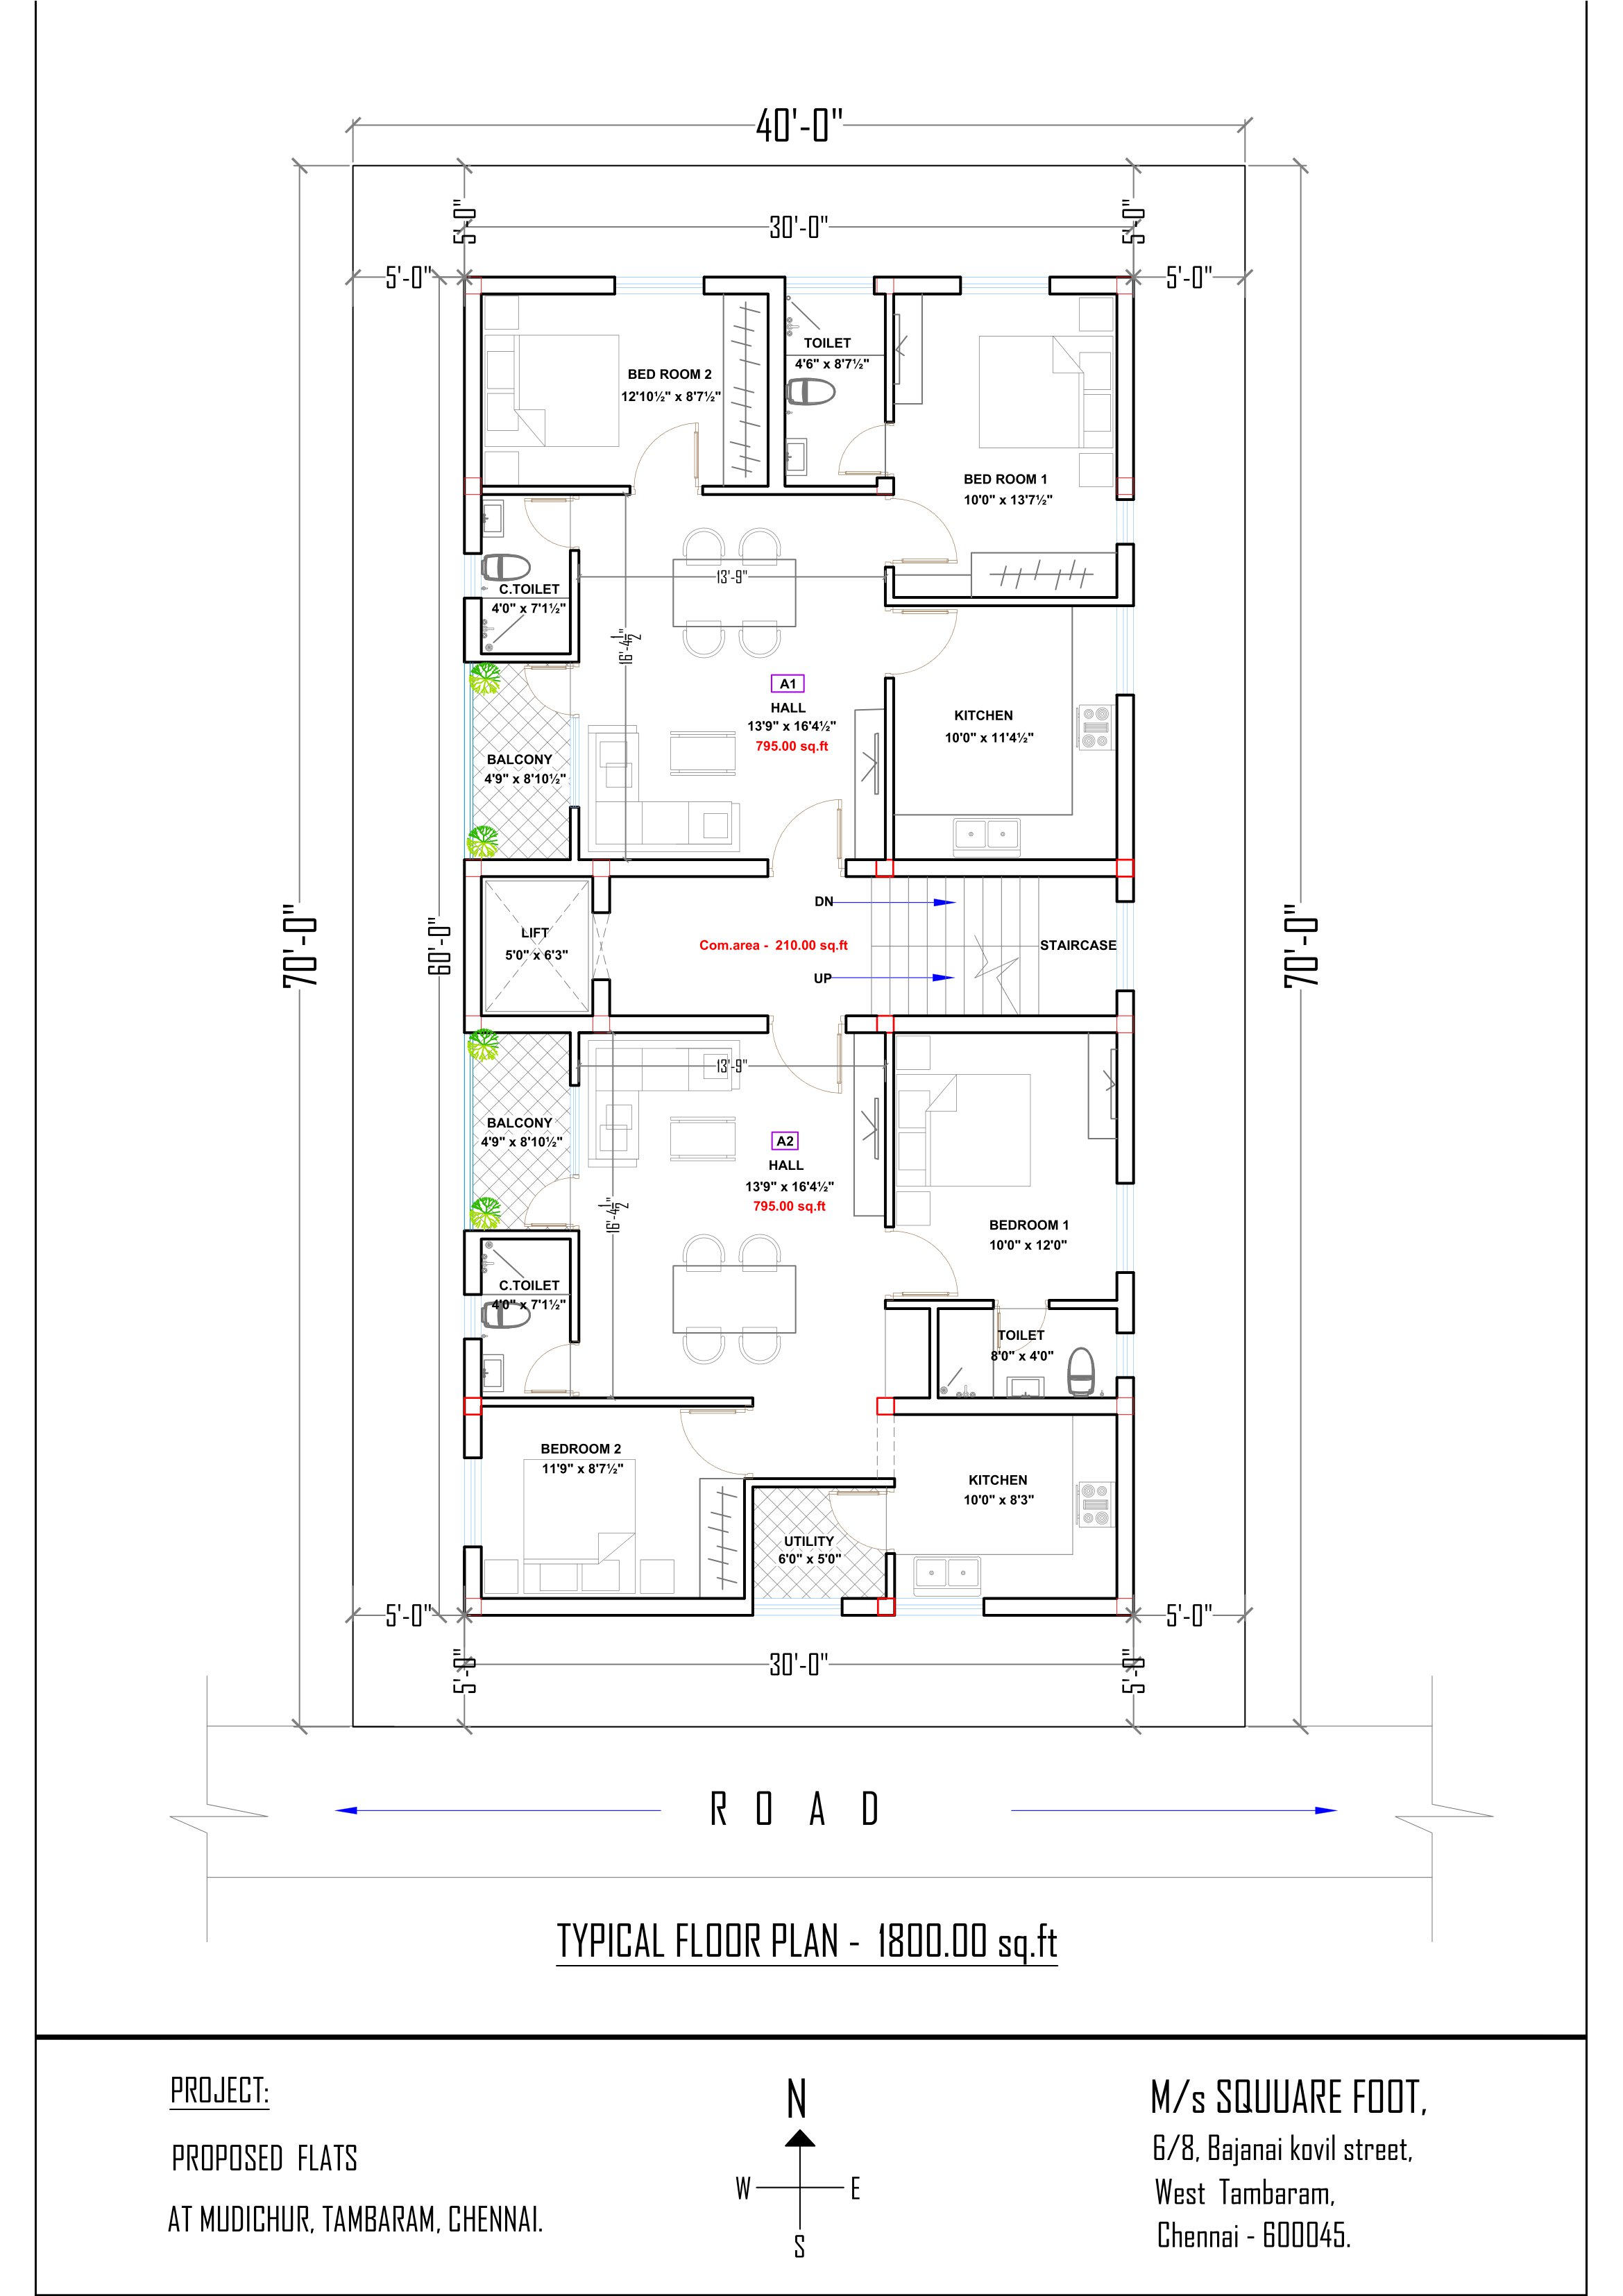 40'-0"
5'-0"
5'-0"
30'-0"
5'-0"
5'-0"
TOILET
4'6" x 8'7½"
BED ROOM 2
12'10½" x 8'7½"
BED ROOM 1
10'0" x 13'7½"
13'-9"
C.TOILET
4'0" x 7'1½"
16'-4½"
A1
HALL
13'9" x 16'4½"
795.00 sq.ft
KITCHEN
10'0" x 11'4½"
BALCONY
4'9" x 8'10½"
70'-0"
60'-0"
70'-0"
LIFT
5'0" x 6'3"
DN
Com.area - 210.00 sq.ft
UP
STAIRCASE
13'-9"
BALCONY
4'9" x 8'10½"
A2
HALL
13'9" x 16'4½"
795.00 sq.ft
16'-4½"
BEDROOM 1
10'0" x 12'0"
C.TOILET
4'0" x 7'1½"
TOILET
8'0" x 4'0"
BEDROOM 2
11'9" x 8'7½"
KITCHEN
10'0" x 8'3"
UTILITY
6'0" x 5'0"
5'-0"
5'-0"
30'-0"
5'-0"
5'-0"
ROAD
TYPICAL FLOOR PLAN - 1800.00 sq.ft
PROJECT:
PROPOSED FLATS
AT MUDICHUR, TAMBARAM, CHENNAI.
N
W
E
S
M/s SQUUARE FOOT,
6/8, Bajanai kovil street,
West Tambaram,
Chennai - 600045.